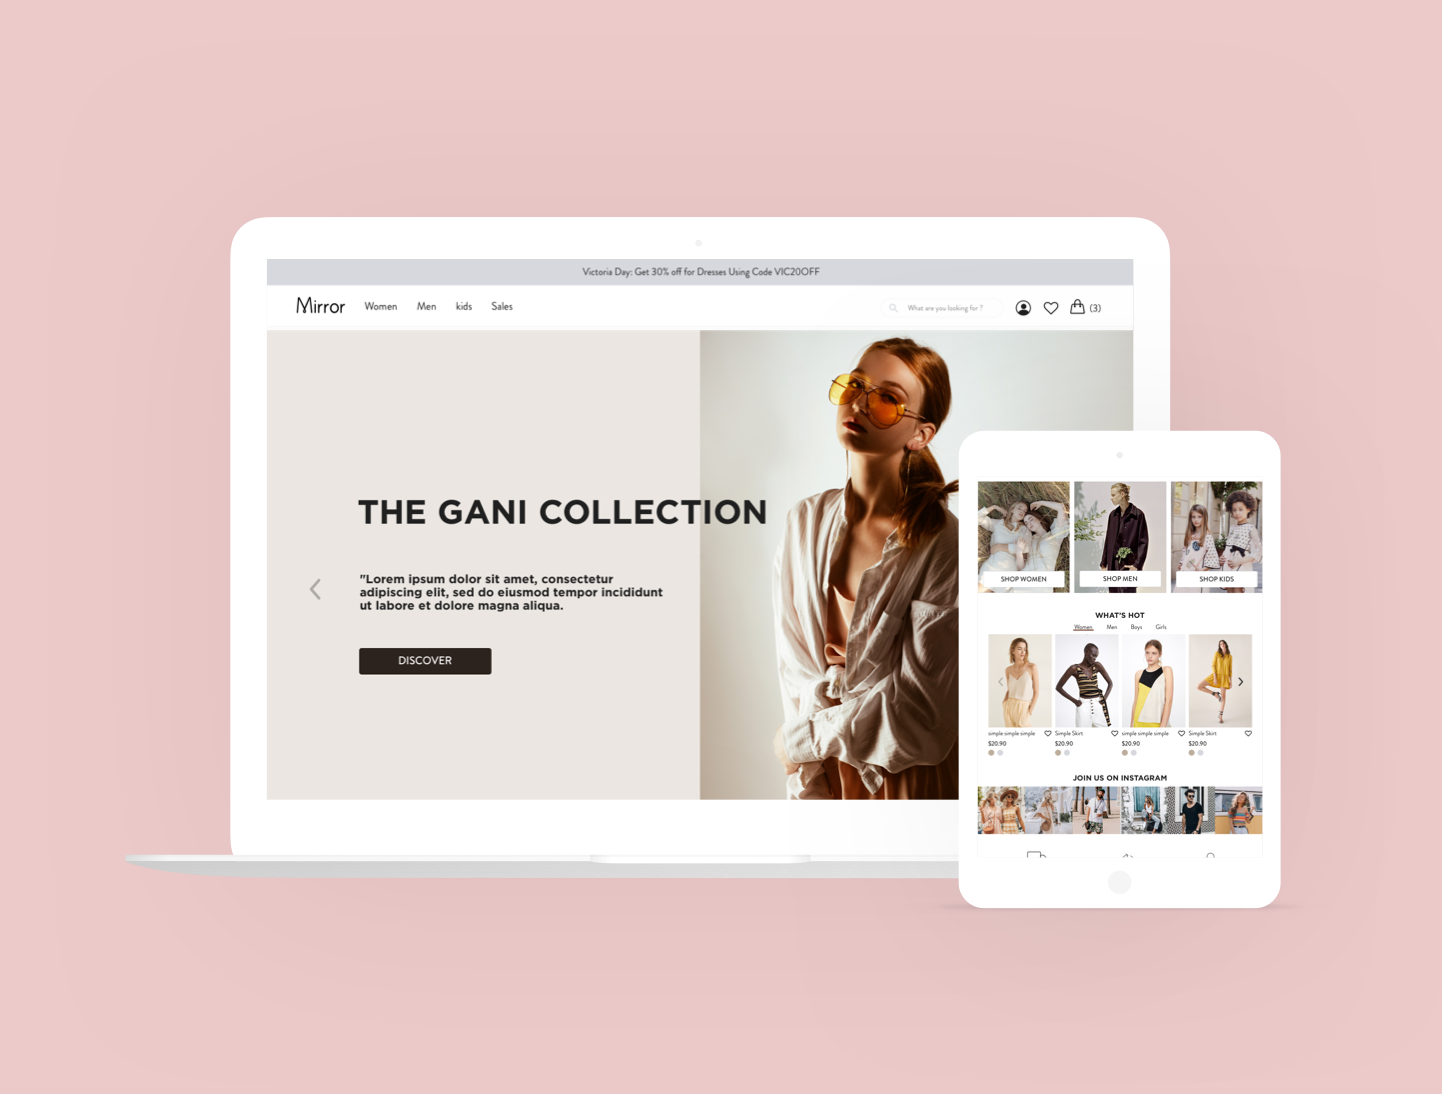 Victoria Day: Get 30% off for Dresses Using Code VIC20OFF
Mirror Women Men kids Sales What are you looking for ? (3)
THE GANI COLLECTION
"Lorem ipsum dolor sit amet, consectetur
adipiscing elit, sed do eiusmod tempor incididunt
ut labore et dolore magna aliqua.
DISCOVER
SHOP WOMEN SHOP MEN SHOP KIDS
WHAT'S HOT
Women Men Boys Girls
simple simple simple Simple Skirt simple simple simple Simple Skirt
$20.90 $20.90 $20.90 $20.90
JOIN US ON INSTAGRAM